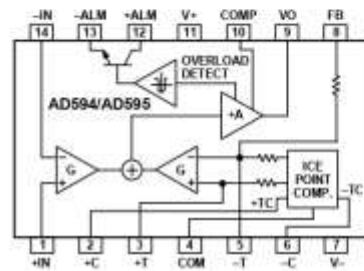 –IN –ALM +ALM V+ COMP VO FB
14 13 12 11 10 9 8
OVERLOAD
DETECT
AD594/AD595
+A
G
G
ICE
POINT
COMP.
–TC
+TC
1 2 3 4 5 6 7
+IN +C +T COM –T –C V–